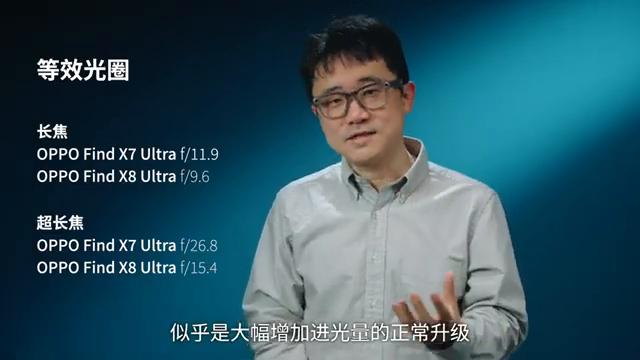 等效光圈
长焦
OPPO Find X7 Ultra f/11.9
OPPO Find X8 Ultra f/9.6
超长焦
OPPO Find X7 Ultra f/26.8
OPPO Find X8 Ultra f/15.4
似乎是大幅增加进光量的正常升级